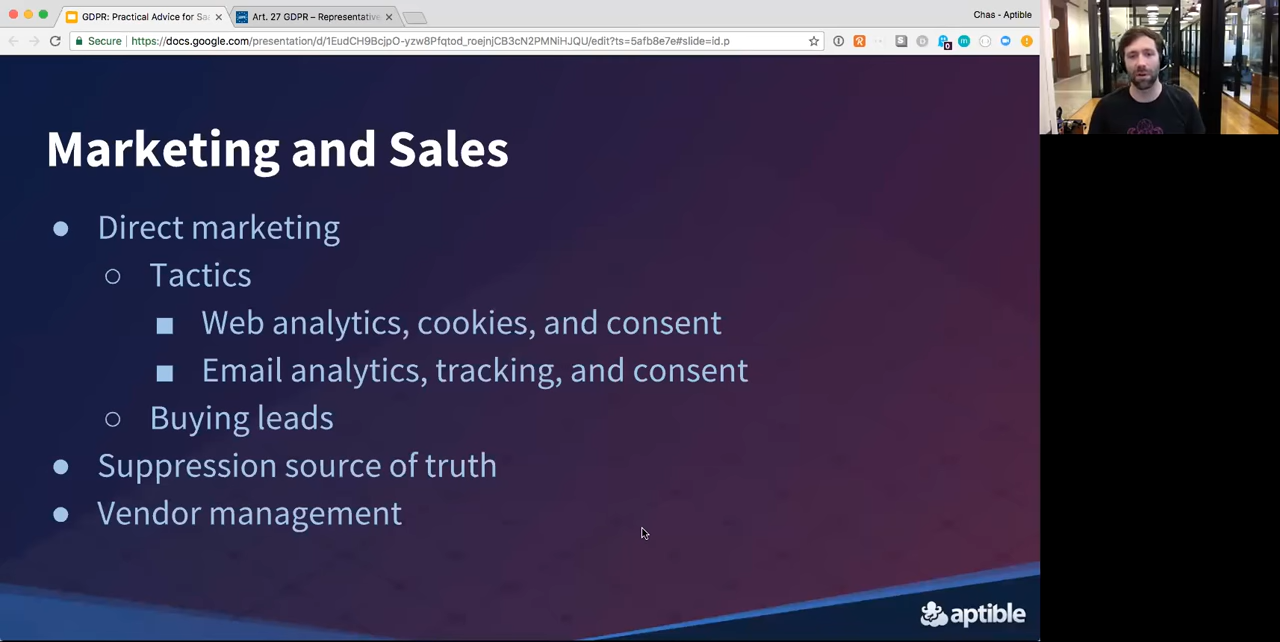 GDPR: Practical Advice for Sa
Art. 27 GDPR – Representative
Chas - Aptible
Secure
https://docs.google.com/presentation/d/1EudCH9BcjpO-yzw8Pfqtod_roejnjCB3cN2PMNiHJQU/edit?ts=5afb8e7e#slide=id.p
Marketing and Sales
Direct marketing
Tactics
Web analytics, cookies, and consent
Email analytics, tracking, and consent
Buying leads
Suppression source of truth
Vendor management
aptible